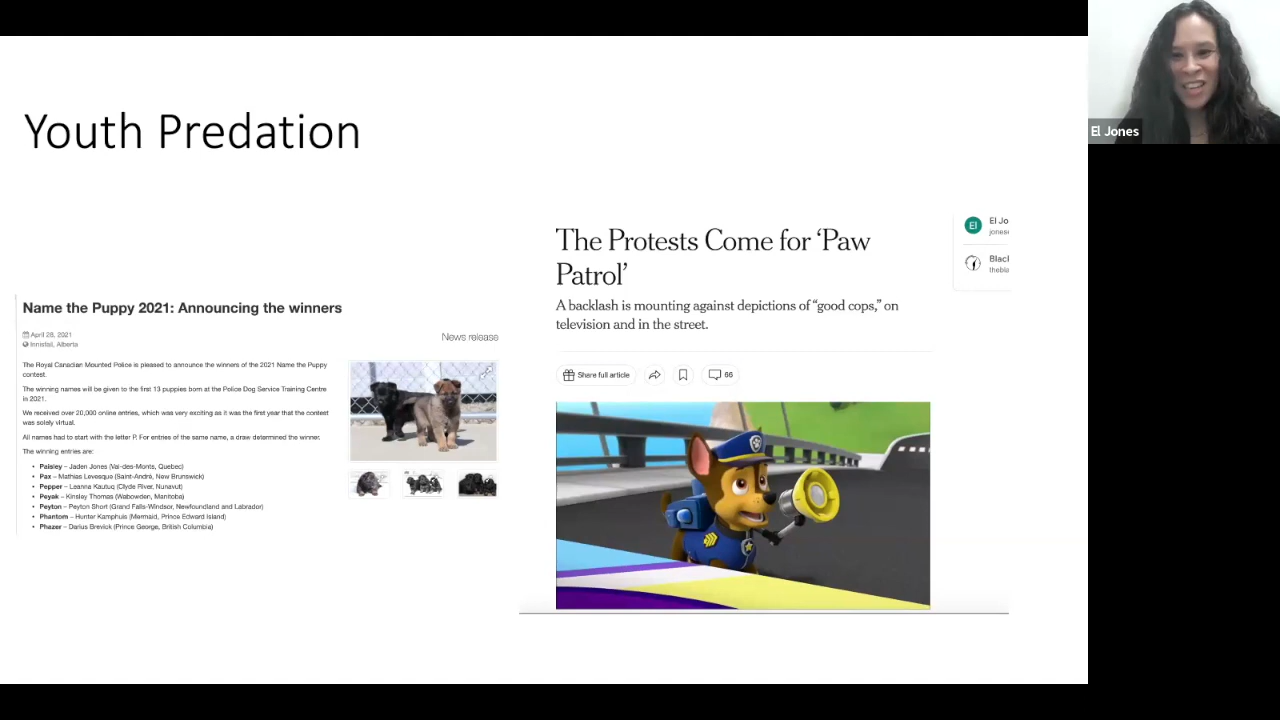 Youth Predation
Name the Puppy 2021: Announcing the winners
April 28, 2021
Innisfail, Alberta
News release
The Royal Canadian Mounted Police is pleased to announce the winners of the 2021 Name the Puppy
contest.
The winning names will be given to the first 13 puppies born at the Police Dog Service Training Centre
in 2021.
We received over 20,000 online entries, which was very exciting as it was the first year that the contest
was solely virtual.
All names had to start with the letter P. For entries of the same name, a draw determined the winner.
The winning entries are:
Paisley – Jaden Jones (Val-des-Monts, Quebec)
Pax – Mathias Levesque (Saint-André, New Brunswick)
Pepper – Leanna Kautuq (Clyde River, Nunavut)
Peyak – Kinsley Thomas (Wabowden, Manitoba)
Peyton – Peyton Short (Grand Falls-Windsor, Newfoundland and Labrador)
Phantom – Hunter Kamphuis (Mermaid, Prince Edward Island)
Phazer – Darius Brevick (Prince George, British Columbia)
The Protests Come for ‘Paw
Patrol’
A backlash is mounting against depictions of “good cops,” on
television and in the street.
Share full article
66
El
El Jo
jones
Blacl
thebla
El Jones